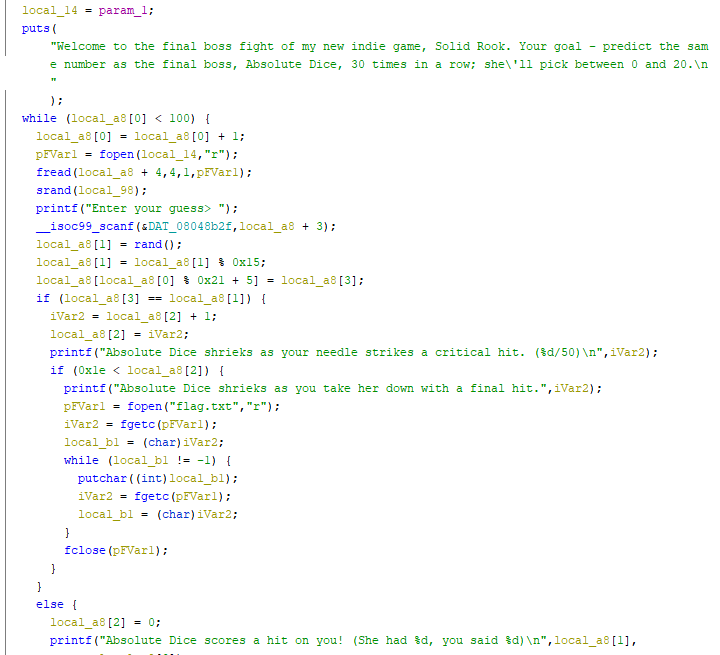 local_14 = param_1;
puts(
"Welcome to the final boss fight of my new indie game, Solid Rook. Your goal - predict the sam
e number as the final boss, Absolute Dice, 30 times in a row; she\'ll pick between 0 and 20.\n
"
);
while (local_a8[0] < 100) {
local_a8[0] = local_a8[0] + 1;
pFVar1 = fopen(local_14,"r");
fread(local_a8 + 4,4,1,pFVar1);
srand(local_98);
printf("Enter your guess> ");
__isoc99_scanf(&DAT_08048b2f,local_a8 + 3);
local_a8[1] = rand();
local_a8[1] = local_a8[1] % 0x15;
local_a8[local_a8[0] % 0x21 + 5] = local_a8[3];
if (local_a8[3] == local_a8[1]) {
iVar2 = local_a8[2] + 1;
local_a8[2] = iVar2;
printf("Absolute Dice shrieks as your needle strikes a critical hit. (%d/50)\n",iVar2);
if (0x1e < local_a8[2]) {
printf("Absolute Dice shrieks as you take her down with a final hit.",iVar2);
pFVar1 = fopen("flag.txt","r");
iVar2 = fgetc(pFVar1);
local_b1 = (char)iVar2;
while (local_b1 != -1) {
putchar((int)local_b1);
iVar2 = fgetc(pFVar1);
local_b1 = (char)iVar2;
}
fclose(pFVar1);
}
}
else {
local_a8[2] = 0;
printf("Absolute Dice scores a hit on you! (She had %d, you said %d)\n",local_a8[1],